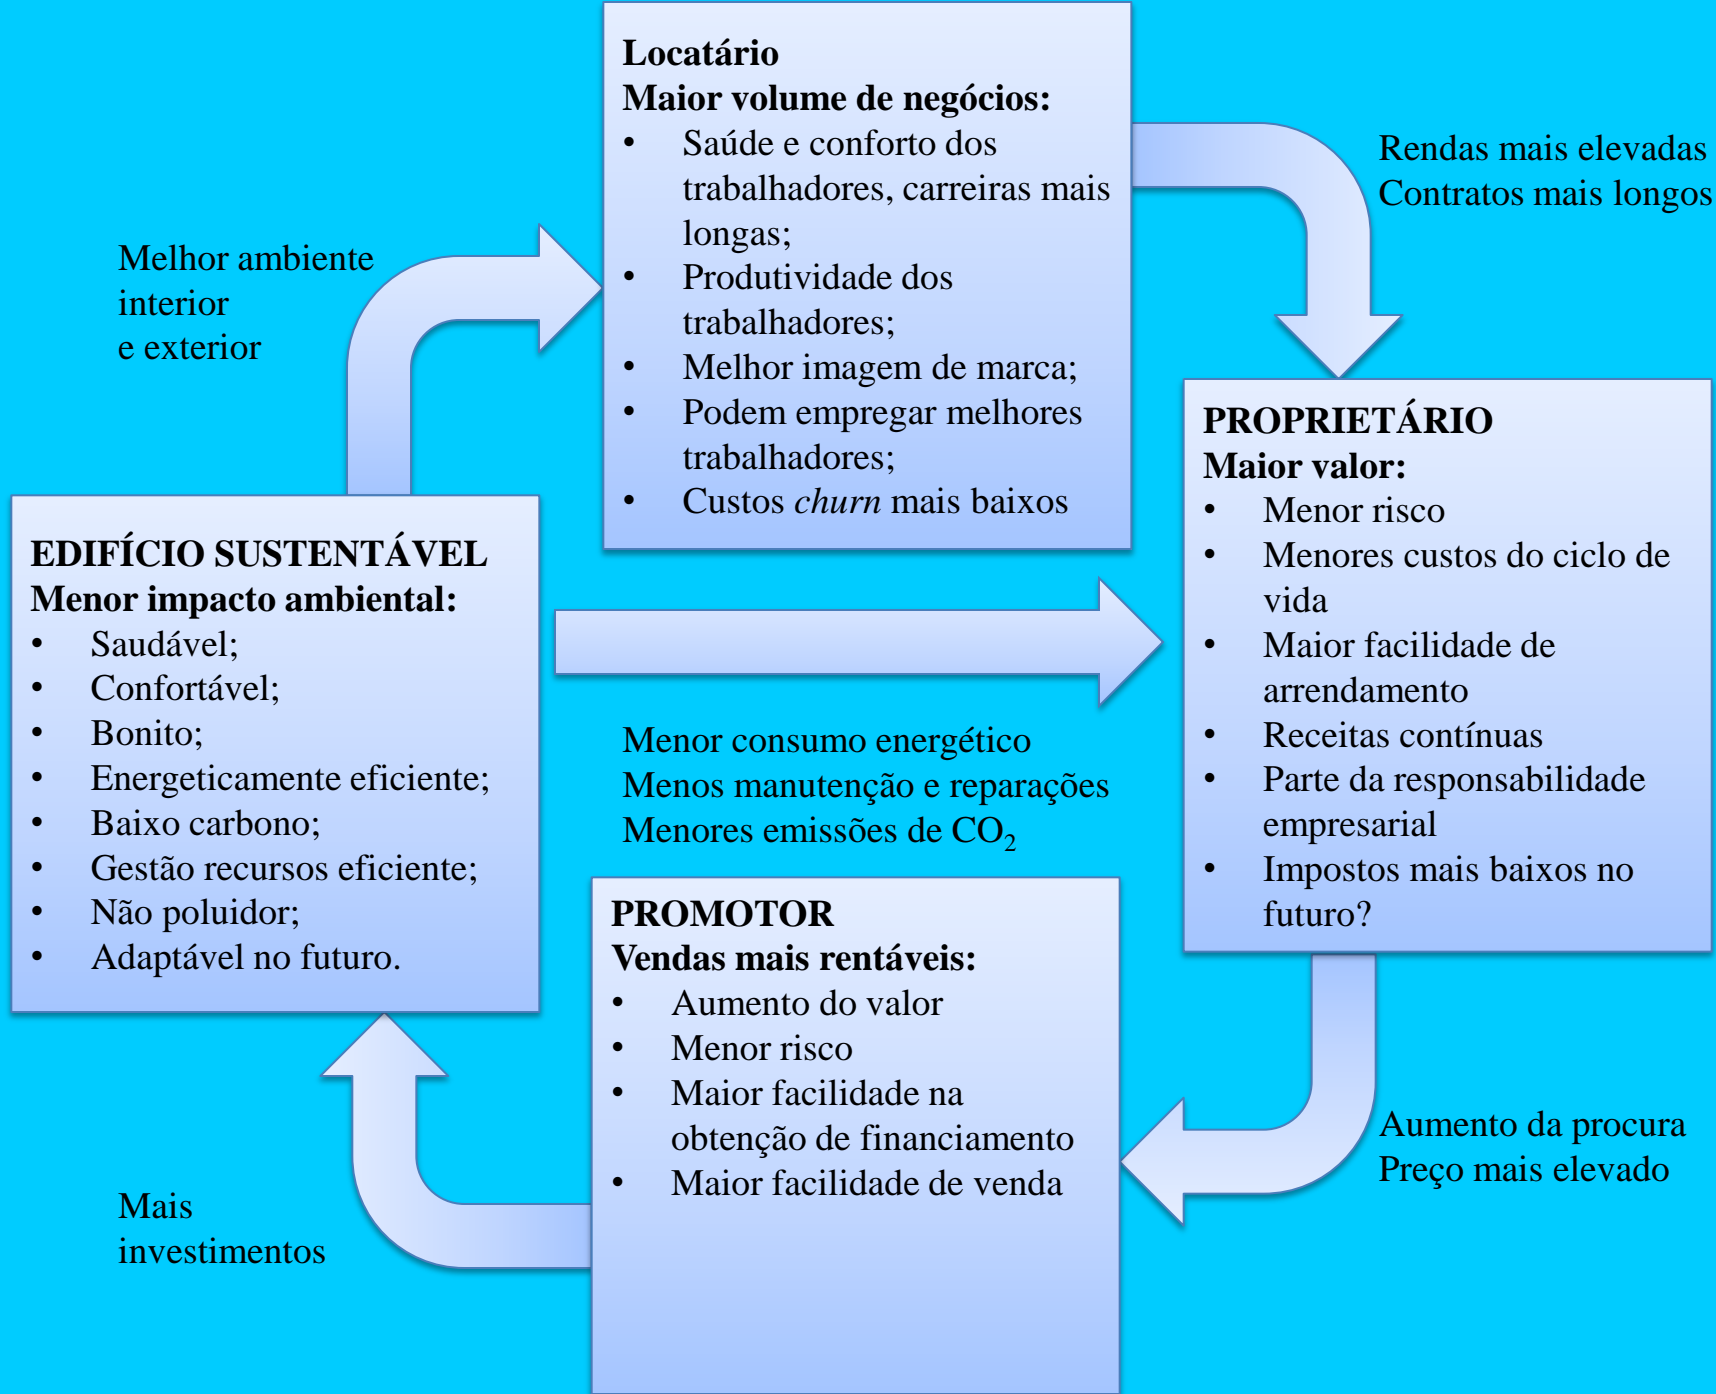 Locatário
Maior volume de negócios:
• Saúde e conforto dos
trabalhadores, carreiras mais
longas;
• Produtividade dos
trabalhadores;
• Melhor imagem de marca;
• Podem empregar melhores
trabalhadores;
• Custos churn mais baixos
Rendas mais elevadas
Contratos mais longos
Melhor ambiente
interior
e exterior
PROPRIETÁRIO
Maior valor:
• Menor risco
• Menores custos do ciclo de
vida
• Maior facilidade de
arrendamento
• Receitas contínuas
• Parte da responsabilidade
empresarial
• Impostos mais baixos no
futuro?
EDIFÍCIO SUSTENTÁVEL
Menor impacto ambiental:
• Saudável;
• Confortável;
• Bonito;
• Energeticamente eficiente;
• Baixo carbono;
• Gestão recursos eficiente;
• Não poluidor;
• Adaptável no futuro.
Menor consumo energético
Menos manutenção e reparações
Menores emissões de CO₂
PROMOTOR
Vendas mais rentáveis:
• Aumento do valor
• Menor risco
• Maior facilidade na
obtenção de financiamento
• Maior facilidade de venda
Aumento da procura
Preço mais elevado
Mais
investimentos